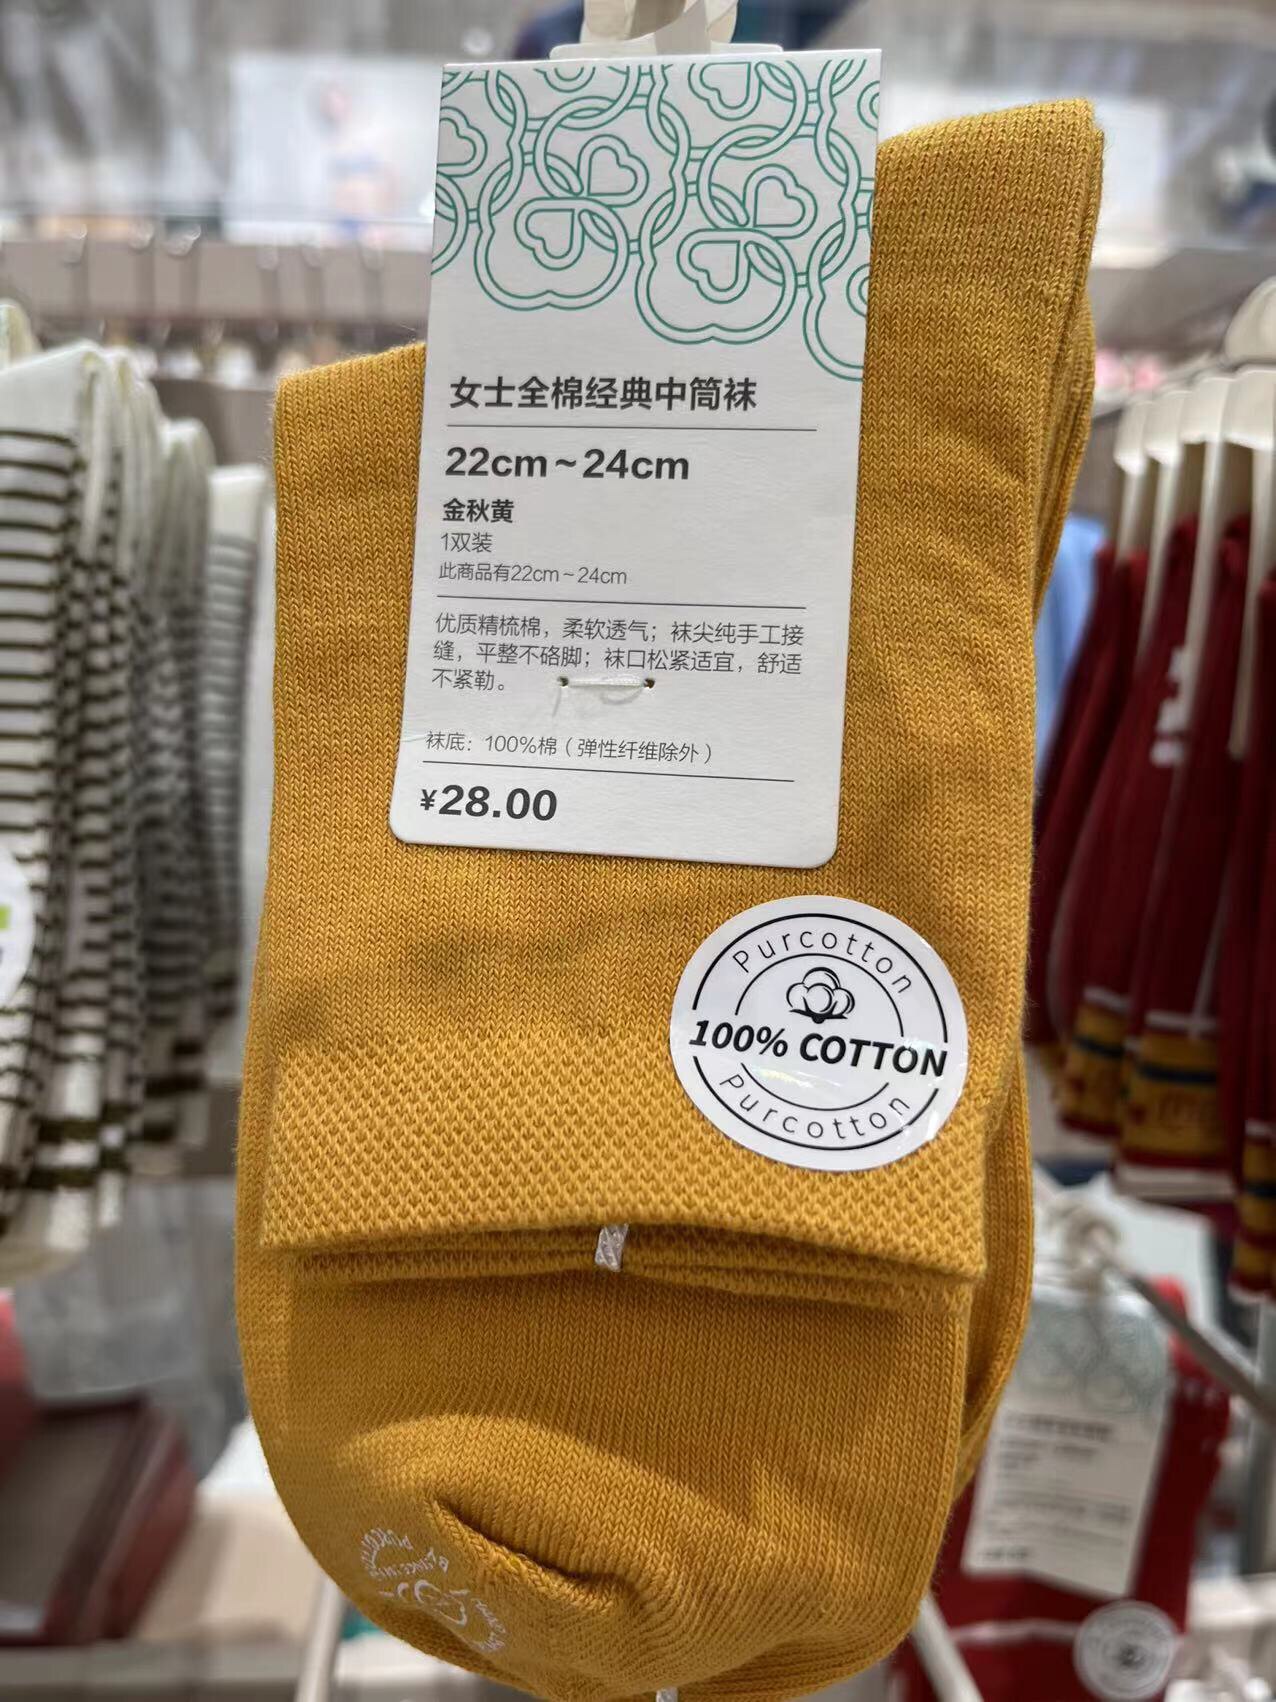 女士全棉经典中筒袜
22cm~24cm
金秋黄
1双装
此商品有22cm~24cm
优质精梳棉，柔软透气；袜尖纯手工接
缝，平整不硌脚；袜口松紧适宜，舒适
不紧勒。
袜底：100%棉（弹性纤维除外）
¥28.00
Purcotton
100% COTTON
Purcotton